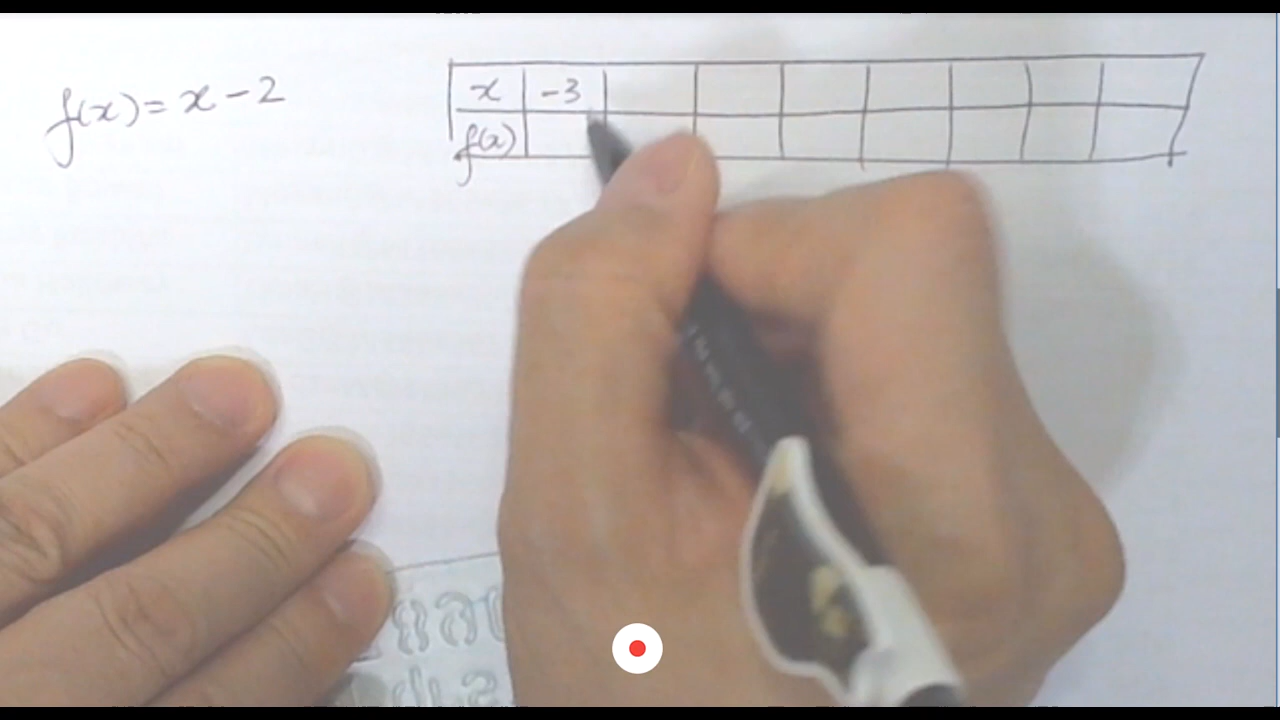 f(x) = x - 2
x -3
f(x)